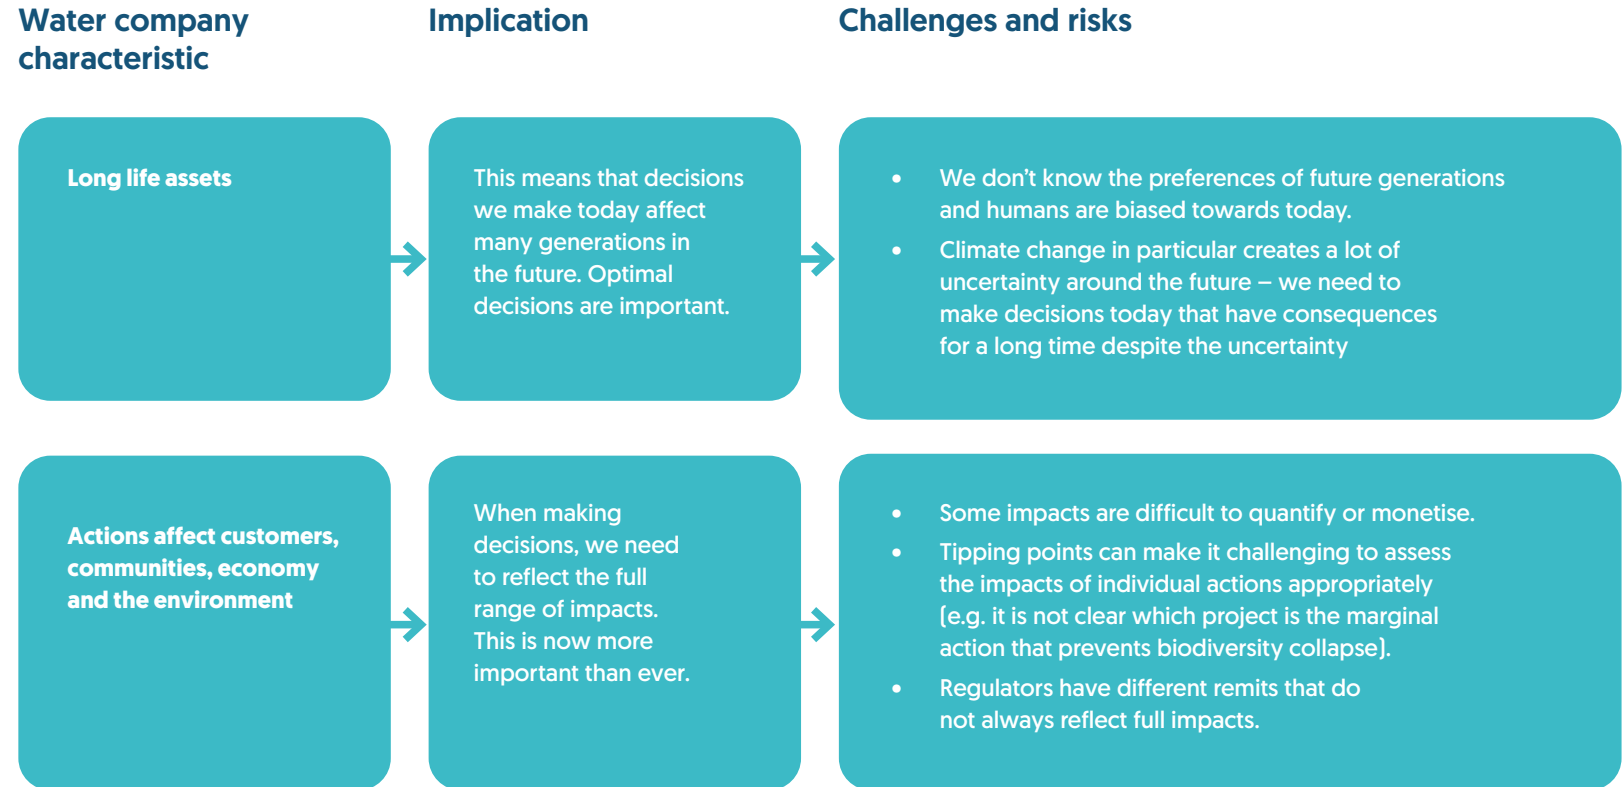 Water company
characteristic
Implication
Challenges and risks
Long life assets
This means that decisions
we make today affect
many generations in
the future. Optimal
decisions are important.
• We don’t know the preferences of future generations
and humans are biased towards today.
• Climate change in particular creates a lot of
uncertainty around the future – we need to
make decisions today that have consequences
for a long time despite the uncertainty
Actions affect customers,
communities, economy
and the environment
When making
decisions, we need
to reflect the full
range of impacts.
This is now more
important than ever.
• Some impacts are difficult to quantify or monetise.
• Tipping points can make it challenging to assess
the impacts of individual actions appropriately
(e.g. it is not clear which project is the marginal
action that prevents biodiversity collapse).
• Regulators have different remits that do
not always reflect full impacts.